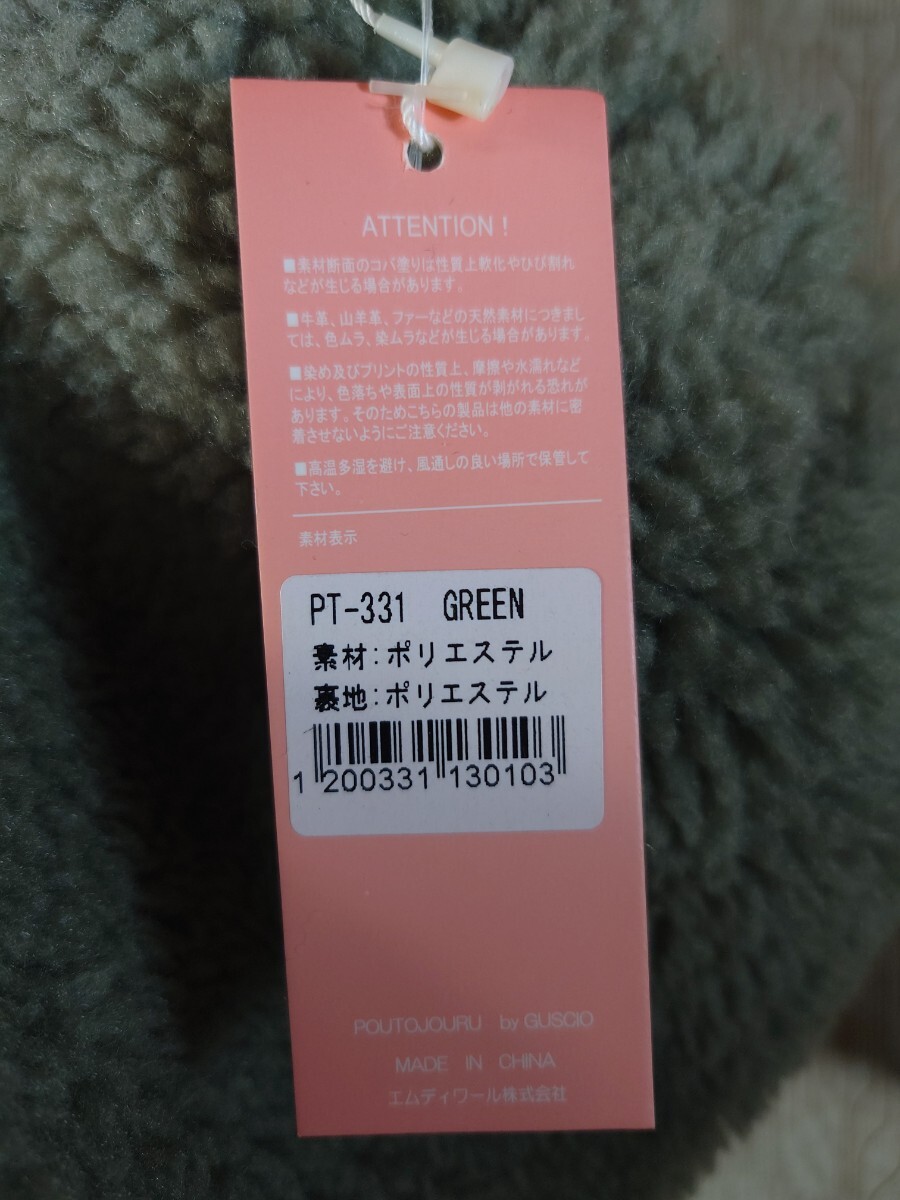 ATTENTION !
■素材断面のコバ塗りは性質上軟化やひび割れ
などが生じる場合があります。
■牛革、山羊革、ファーなどの天然素材につきまし
ては、色ムラ、染ムラなどが生じる場合があります。
■染め及びプリントの性質上、摩擦や水濡れなど
により、色落ちや表面上の性質が剥がれる恐れが
あります。そのためこちらの製品は他の素材に密
着させないようにご注意ください。
■高温多湿を避け、風通しの良い場所で保管して
下さい。
素材表示
PT-331 GREEN
素材:ポリエステル
裏地:ポリエステル
1 200331 130103
POUTOJOURU by GUSCIO
MADE IN CHINA
エムディワール株式会社